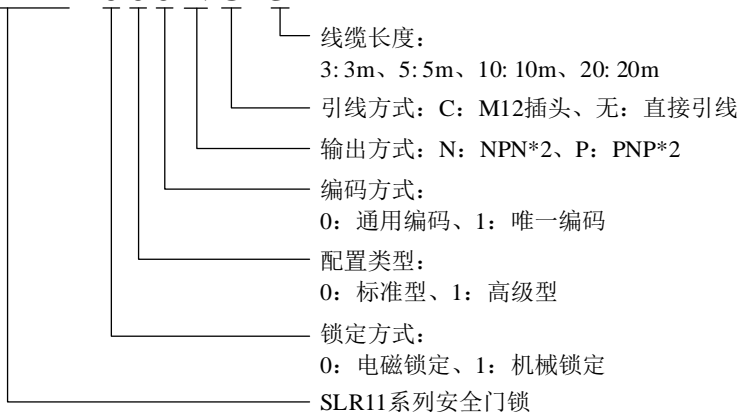 线缆长度：
3: 3m、5: 5m、10: 10m、20: 20m
引线方式：C：M12插头、无：直接引线
输出方式：N：NPN*2、P：PNP*2
编码方式：
0：通用编码、1：唯一编码
配置类型：
0：标准型、1：高级型
锁定方式：
0：电磁锁定、1：机械锁定
SLR11系列安全门锁